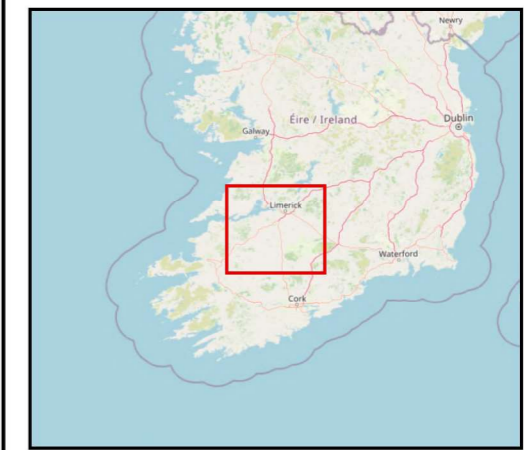 Newry
Éire / Ireland
Dublin
Galway
Limerick
Waterford
Cork